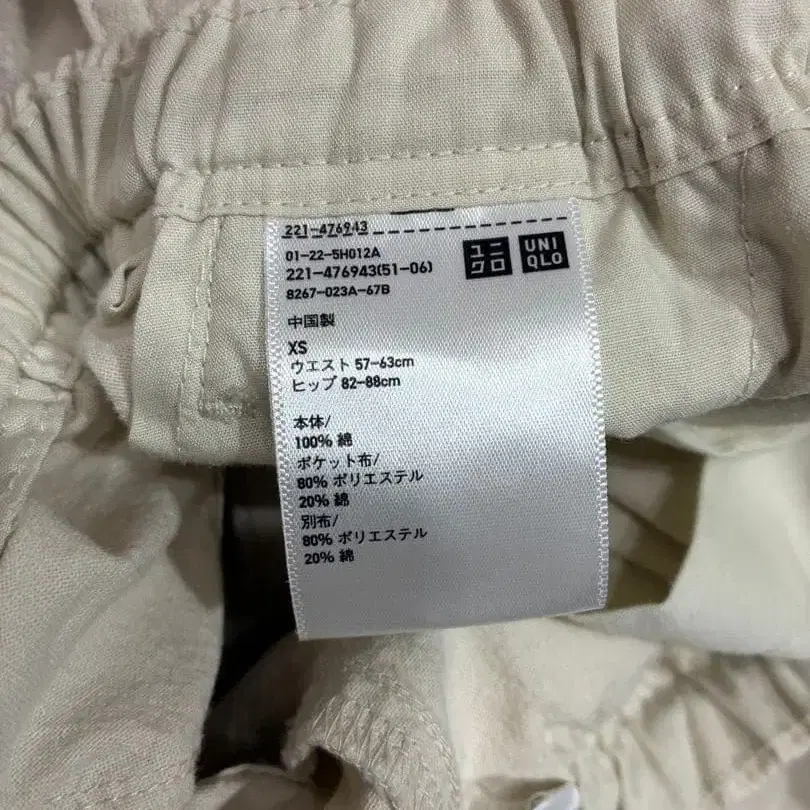 221-476943
01-22-5H012A
221-476943(51-06)
8267-023A-67B
ユニ
クロ
UNI
QLO
中国製
XS
ウエスト 57-63cm
ヒップ 82-88cm
本体/
100% 綿
ポケット布/
80% ポリエステル
20% 綿
別布/
80% ポリエステル
20% 綿